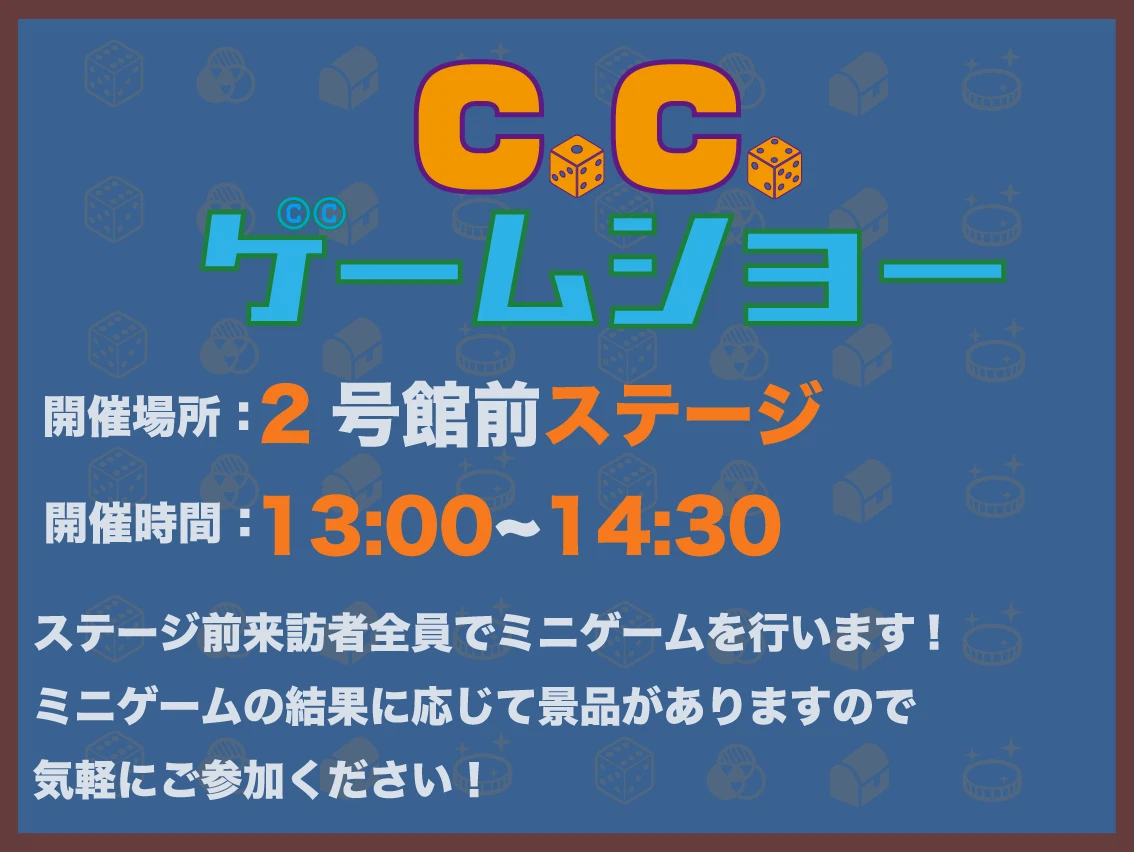 C.C.
ゲームショー
開催場所：2号館前ステージ
開催時間：13:00~14:30
ステージ前来訪者全員でミニゲームを行います！
ミニゲームの結果に応じて景品がありますので
気軽にご参加ください！